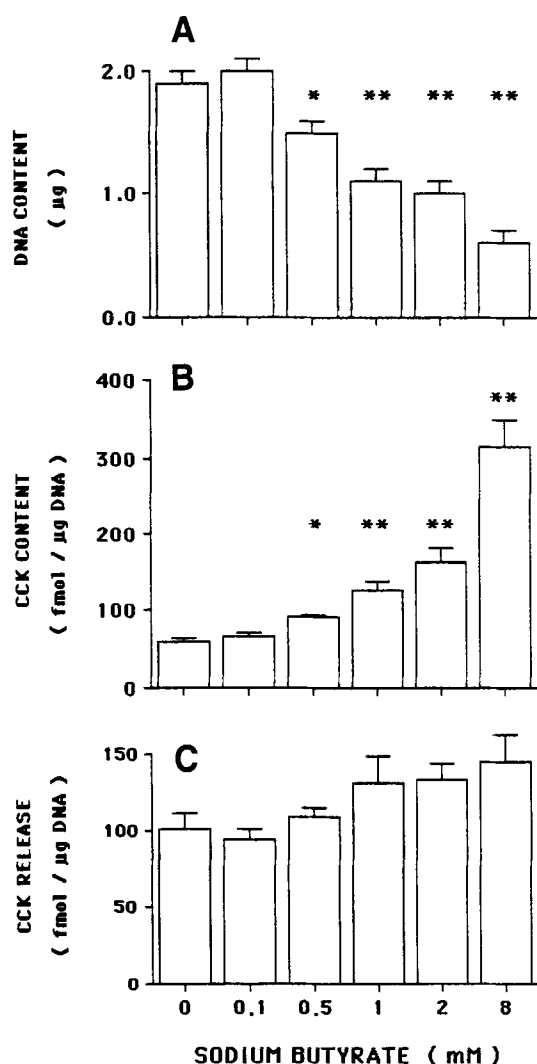 A
2.0
1.0
0.0
DNA CONTENT
( µg )
* ** ** **
B
400
300
200
100
0
CCK CONTENT
( fmol / µg DNA )
* ** ** **
C
150
100
50
0
CCK RELEASE
( fmol / µg DNA )
0 0.1 0.5 1 2 8
SODIUM BUTYRATE ( mM )